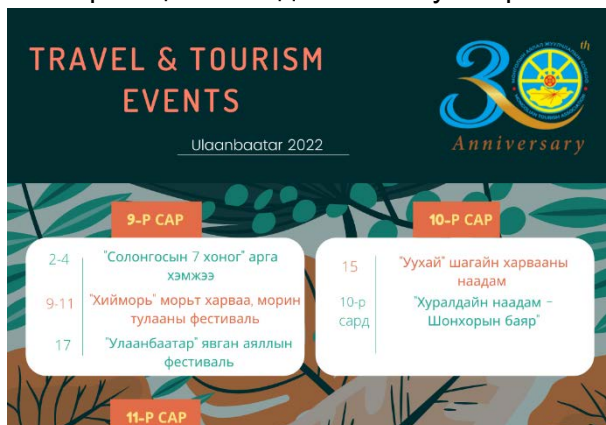 TRAVEL & TOURISM
EVENTS
Ulaanbaatar 2022
30
th
Anniversary
9-Р САР
2-4
"Солонгосын 7 хоног" арга
хэмжээ
9-11
"Хийморь" морьт харваа, морин
тулааны фестиваль
17
"Улаанбаатар" явган аяллын
фестиваль
10-Р САР
15
"Уухай" шагайн харвааны
наадам
10-р
сард
"Хуралдайн наадам –
Шонхорын баяр"
11-Р САР